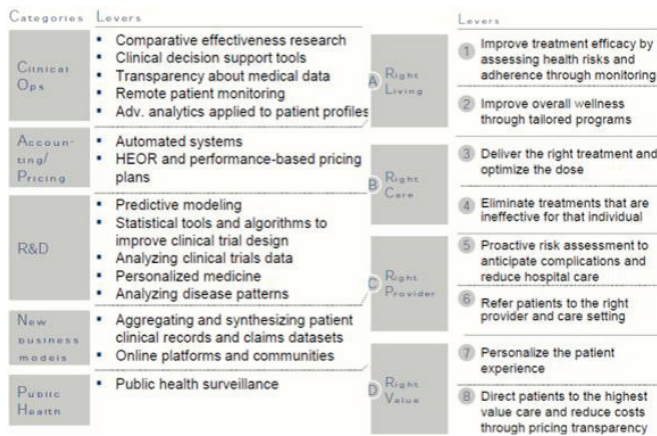 Categories Levers
Clinical
Ops
• Comparative effectiveness research
• Clinical decision support tools
• Transparency about medical data
• Remote patient monitoring
• Adv. analytics applied to patient profiles
Accoun-
ting/
Pricing
• Automated systems
• HEOR and performance-based pricing
plans
R&D
• Predictive modeling
• Statistical tools and algorithms to
improve clinical trial design
• Analyzing clinical trials data
• Personalized medicine
• Analyzing disease patterns
New
business
models
• Aggregating and synthesizing patient
clinical records and claims datasets
• Online platforms and communities
Public
Health
• Public health surveillance
Levers
A Right
Living
1 Improve treatment efficacy by
assessing health risks and
adherence through monitoring
2 Improve overall wellness
through tailored programs
B Right
Care
3 Deliver the right treatment and
optimize the dose
4 Eliminate treatments that are
ineffective for that individual
C Right
Provider
5 Proactive risk assessment to
anticipate complications and
reduce hospital care
6 Refer patients to the right
provider and care setting
D Right
Value
7 Personalize the patient
experience
8 Direct patients to the highest
value care and reduce costs
through pricing transparency